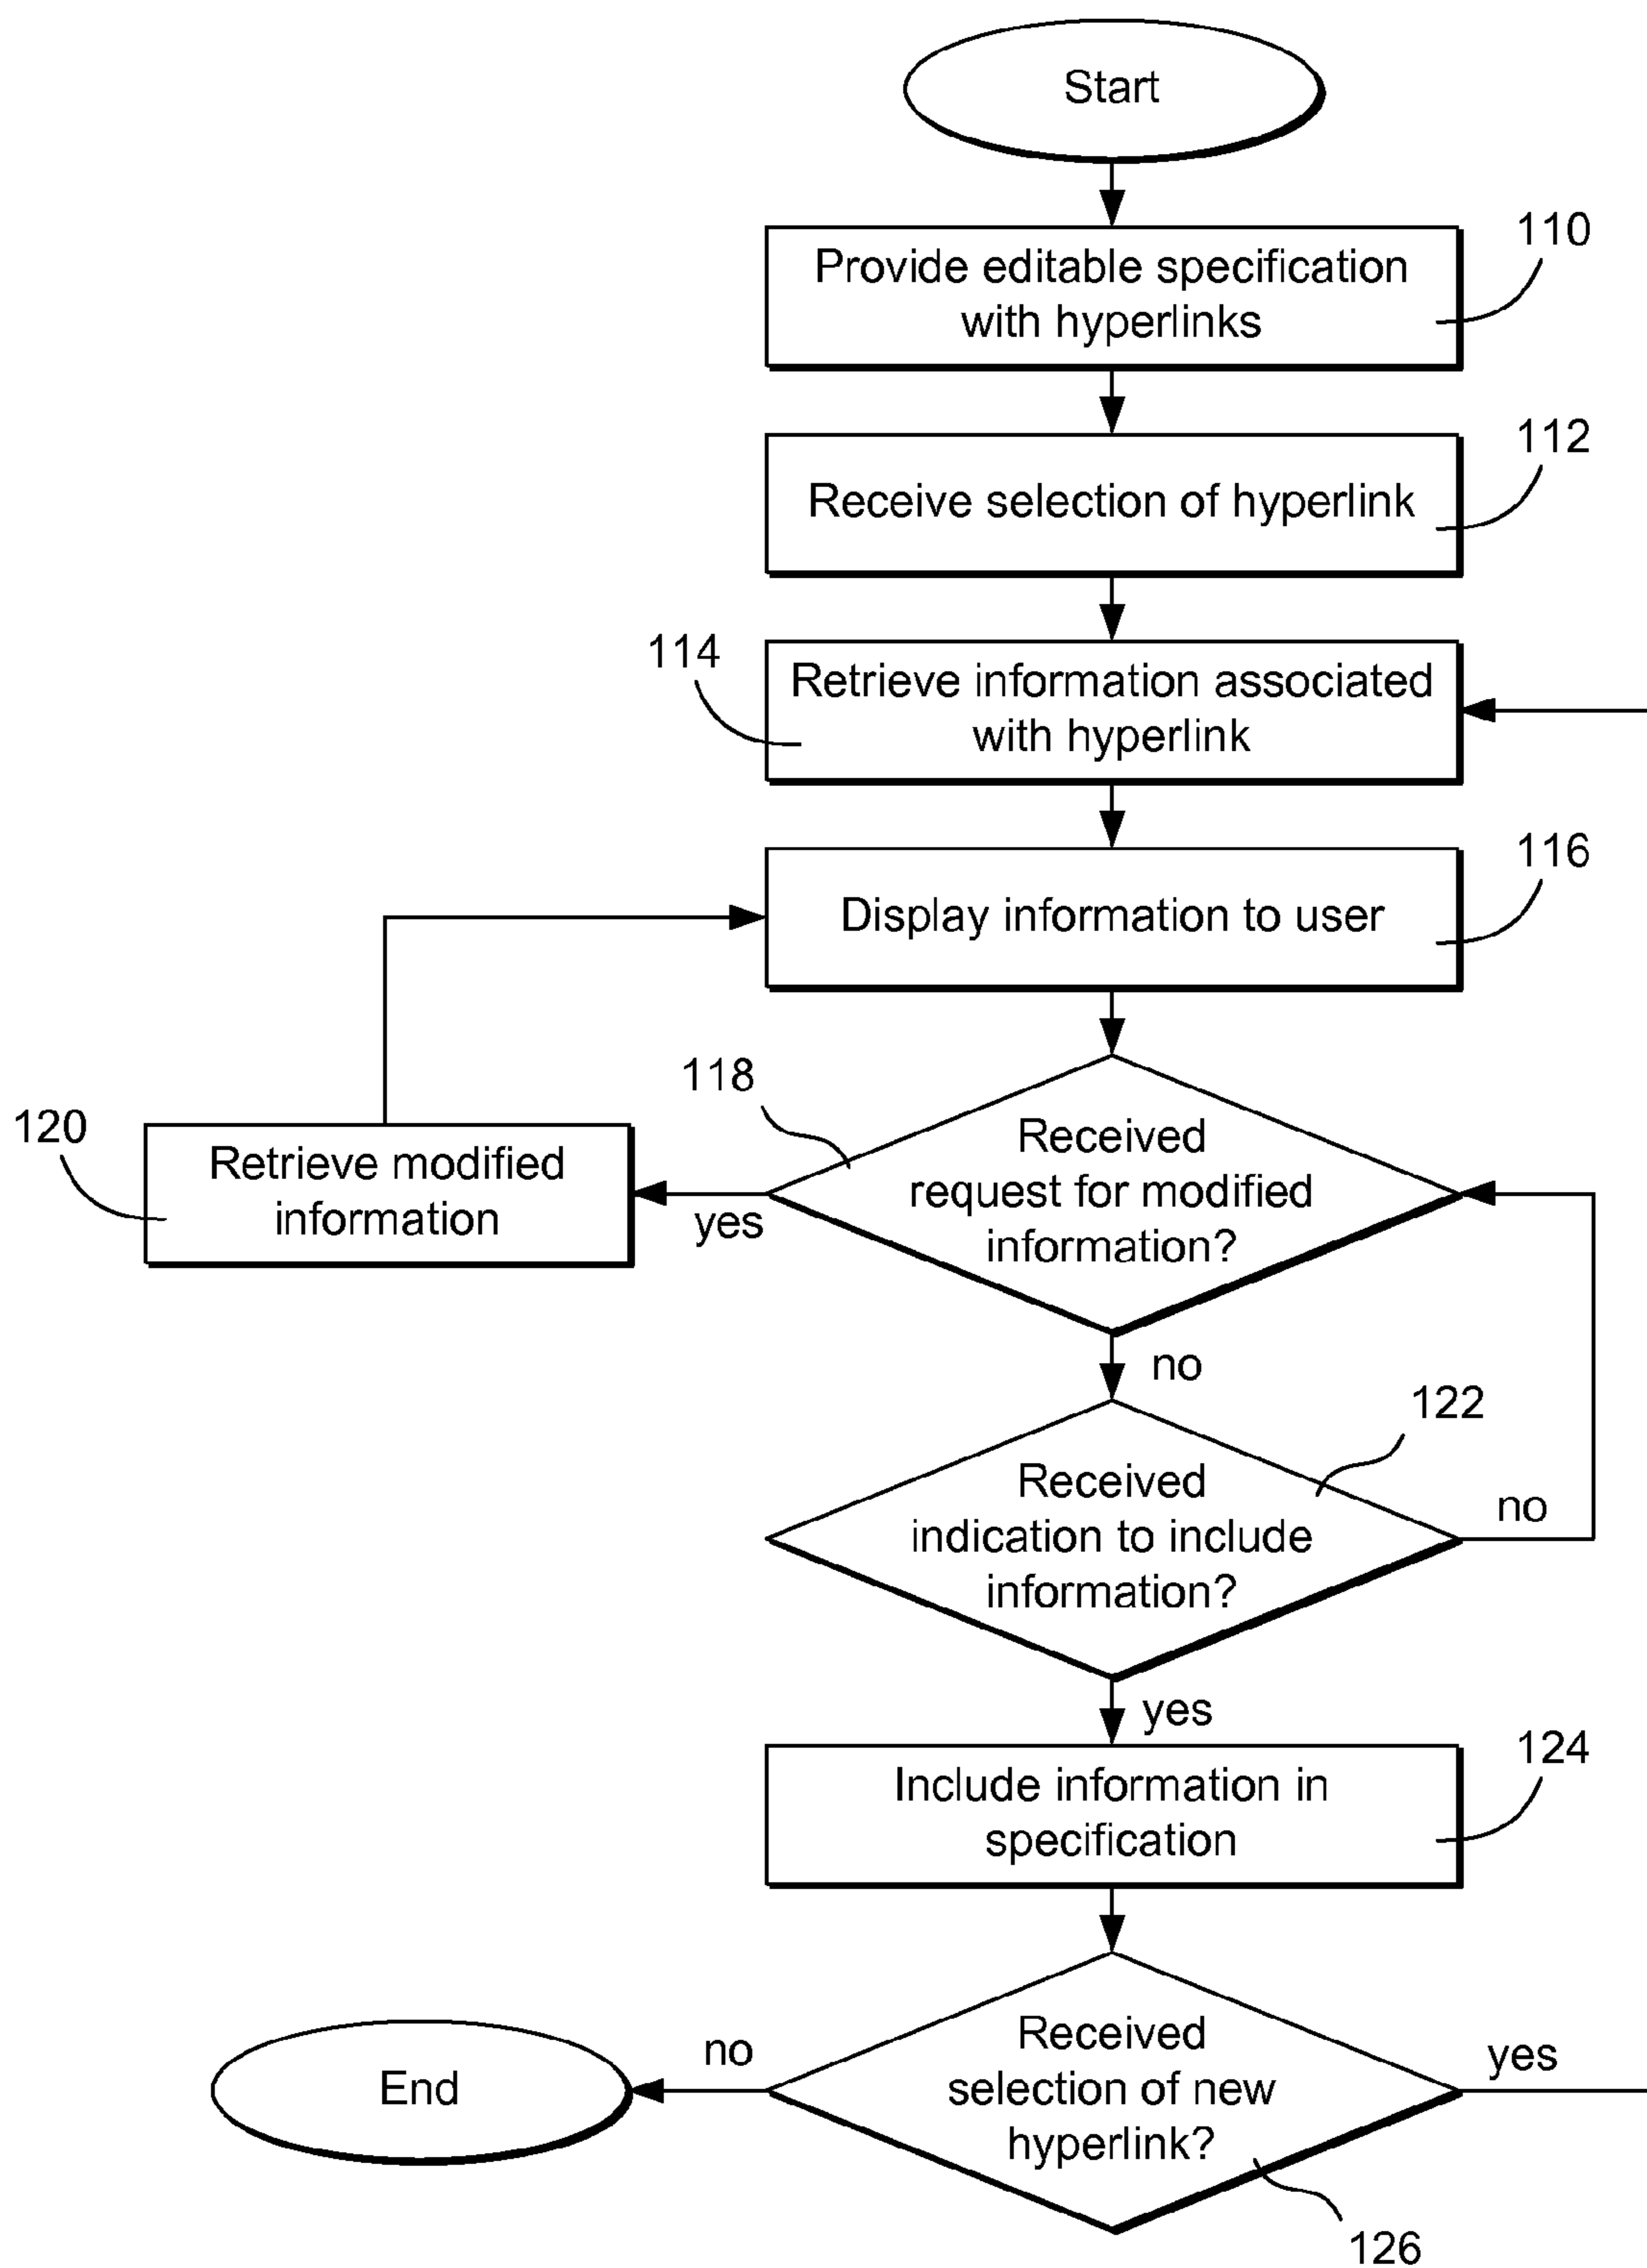 Start
110
Provide editable specification
with hyperlinks
112
Receive selection of hyperlink
114
Retrieve information associated
with hyperlink
116
Display information to user
118
Received
request for modified
information?
yes
120
Retrieve modified
information
no
122
Received
indication to include
information?
no
yes
124
Include information in
specification
Received
selection of new
hyperlink?
no
yes
End
126